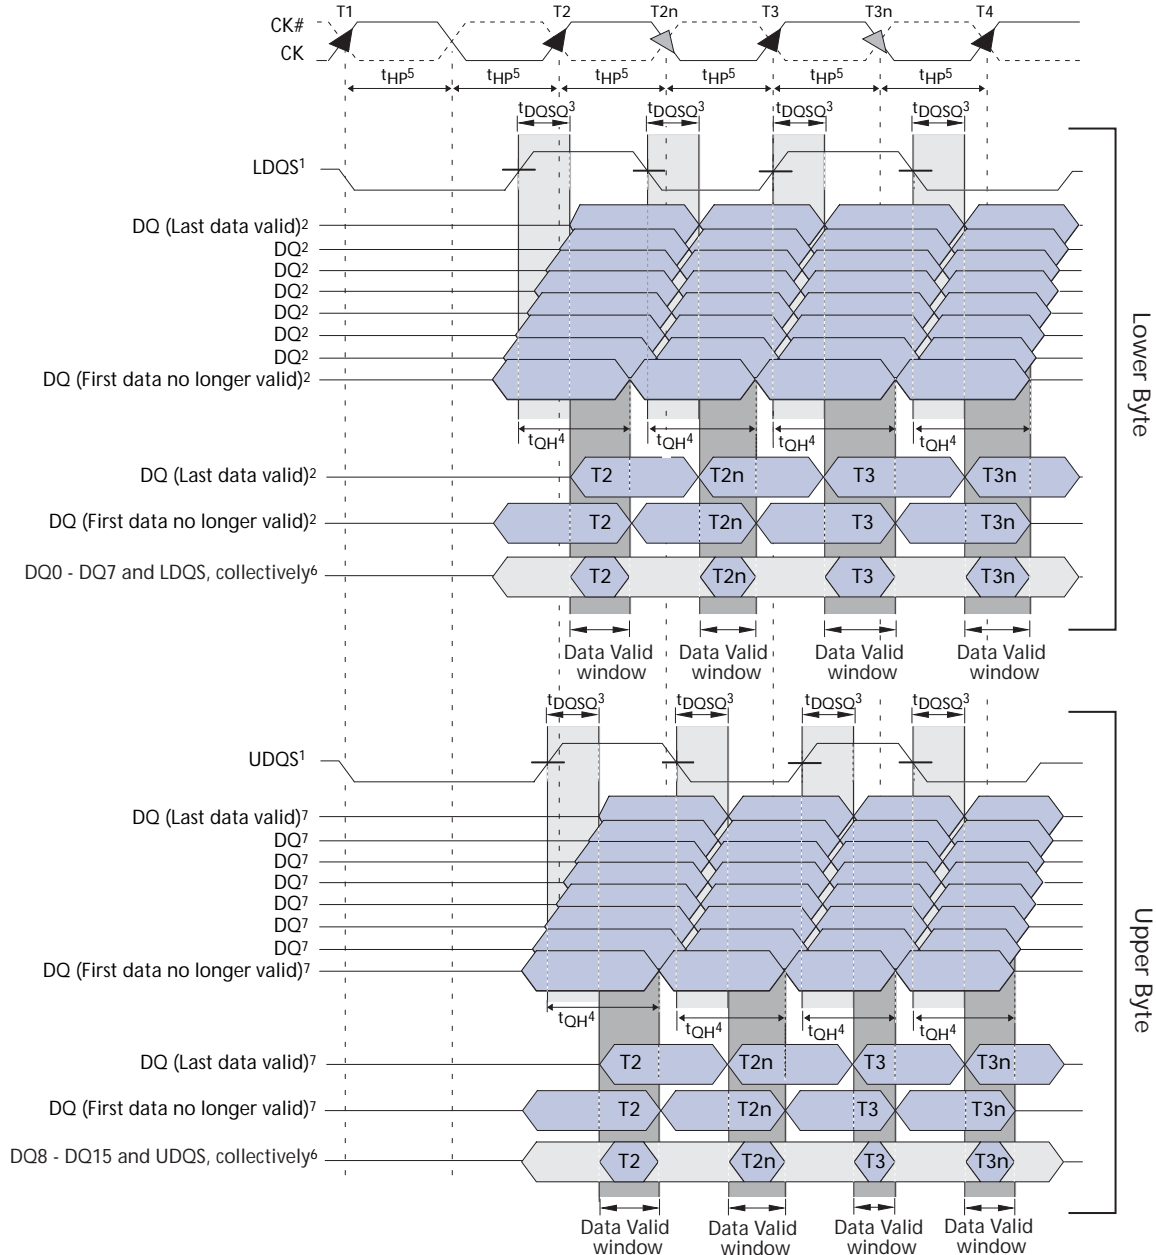 CK# T1 T2 T2n T3 T3n T4
CK
tHP5 tHP5 tHP5 tHP5 tHP5 tHP5
tDQSQ3 tDQSQ3 tDQSQ3 tDQSQ3
LDQS1
DQ (Last data valid)2
DQ2
DQ2
DQ2
DQ2
DQ2
DQ2
DQ (First data no longer valid)2
tQH4 tQH4 tQH4 tQH4
DQ (Last data valid)2 T2 T2n T3 T3n
DQ (First data no longer valid)2 T2 T2n T3 T3n
DQ0 - DQ7 and LDQS, collectively6 T2 T2n T3 T3n
Data Valid Data Valid Data Valid Data Valid
window window window window
Lower Byte
tDQSQ3 tDQSQ3 tDQSQ3 tDQSQ3
UDQS1
DQ (Last data valid)7
DQ7
DQ7
DQ7
DQ7
DQ7
DQ7
DQ (First data no longer valid)7
tQH4 tQH4 tQH4 tQH4
DQ (Last data valid)7 T2 T2n T3 T3n
DQ (First data no longer valid)7 T2 T2n T3 T3n
DQ8 - DQ15 and UDQS, collectively6 T2 T2n T3 T3n
Data Valid Data Valid Data Valid Data Valid
window window window window
Upper Byte